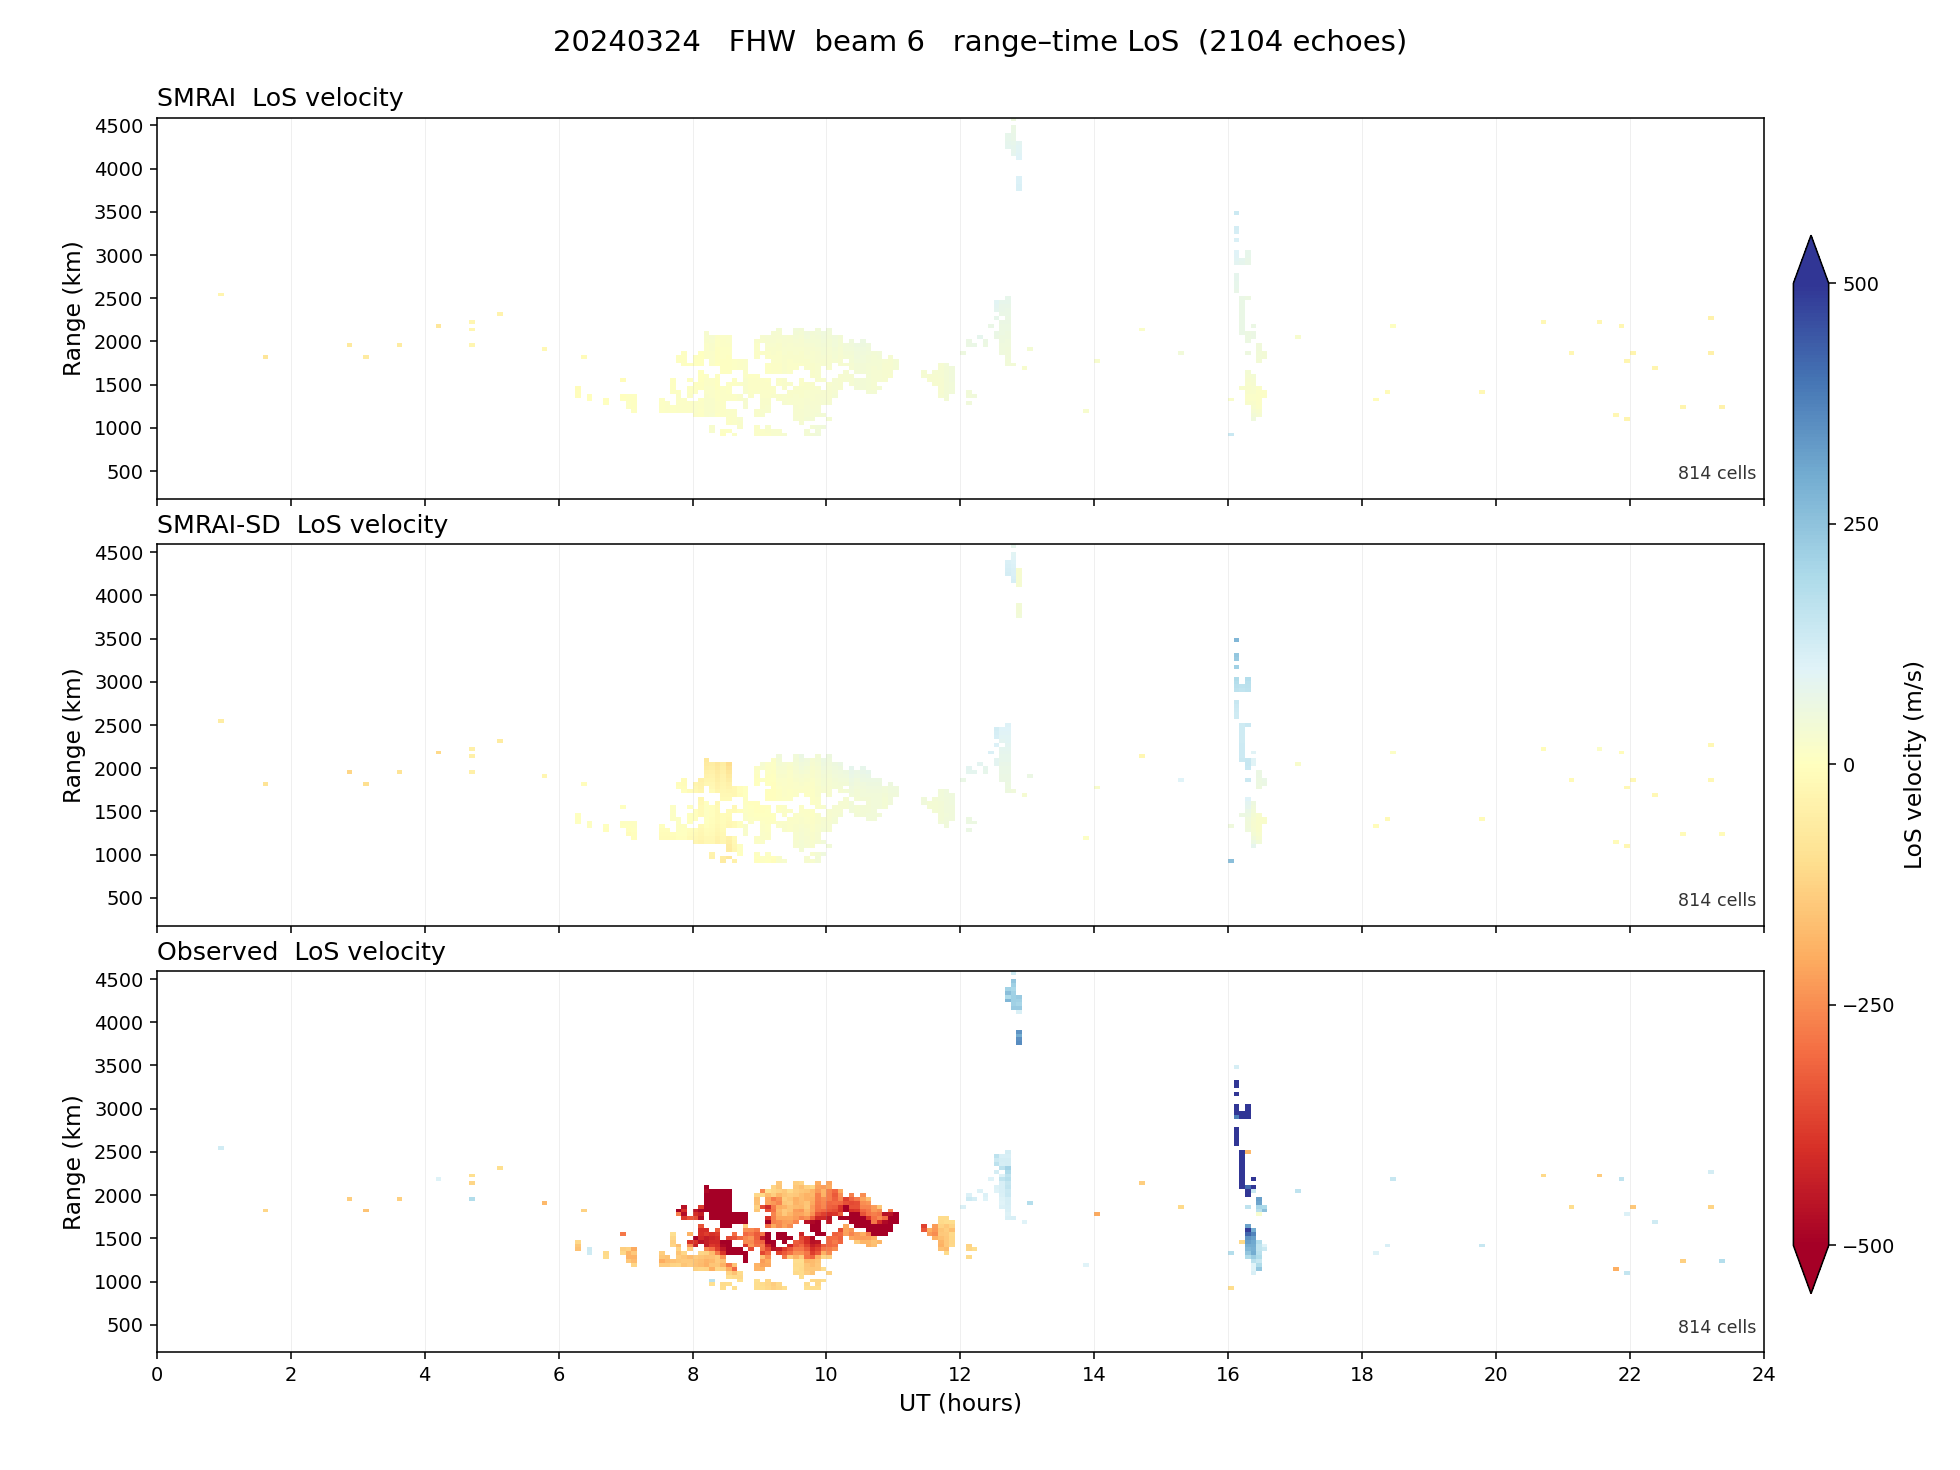 20240324   FHW  beam 6   range–time LoS  (2104 echoes)
SMRAI  LoS velocity
4500
4000
3500
3000
2500
2000
1500
1000
500
Range (km)
814 cells
SMRAI-SD  LoS velocity
4500
4000
3500
3000
2500
2000
1500
1000
500
Range (km)
814 cells
Observed  LoS velocity
4500
4000
3500
3000
2500
2000
1500
1000
500
Range (km)
814 cells
0 2 4 6 8 10 12 14 16 18 20 22 24
UT (hours)
500
250
0
−250
−500
LoS velocity (m/s)